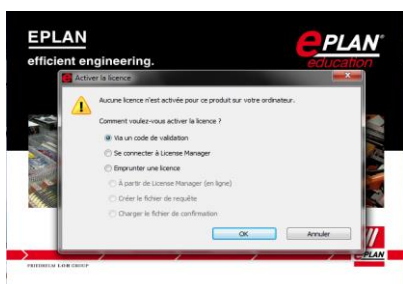 EPLAN
efficient engineering.
ePLAN®
education
Activer la licence
Aucune licence n'est activée pour ce produit sur votre ordinateur.
Comment voulez-vous activer la licence ?
Via un code de validation
Se connecter à License Manager
Emprunter une licence
À partir de License Manager (en ligne)
Créer le fichier de requête
Charger le fichier de confirmation
OK
Annuler
FRIEDHELM LOH GROUP
ePLAN